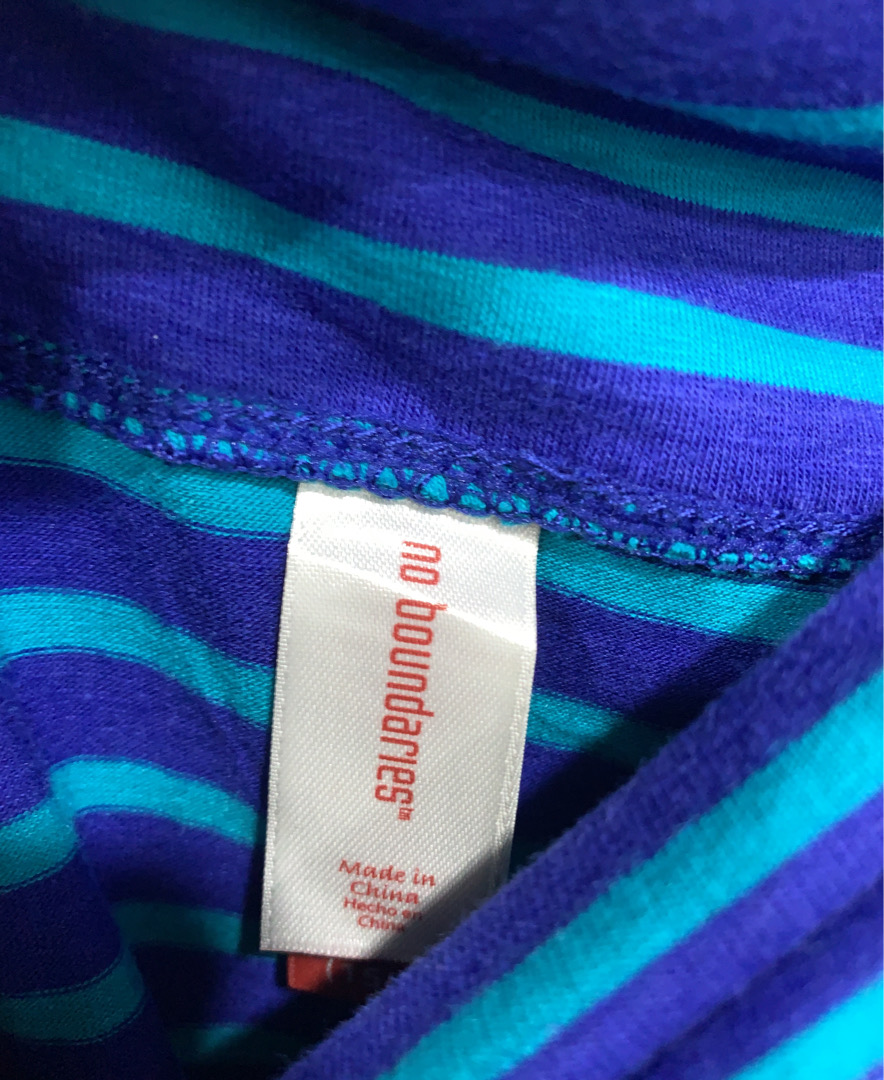 no boundaries™
Made in
China
Hecho en
China